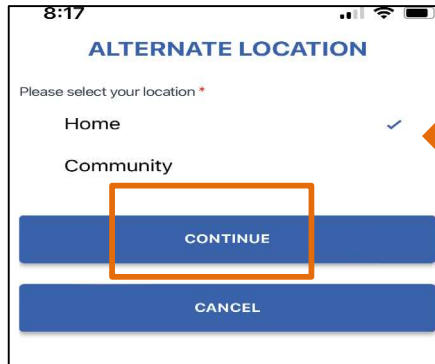 8:17
ALTERNATE LOCATION
Please select your location *
Home
Community
CONTINUE
CANCEL